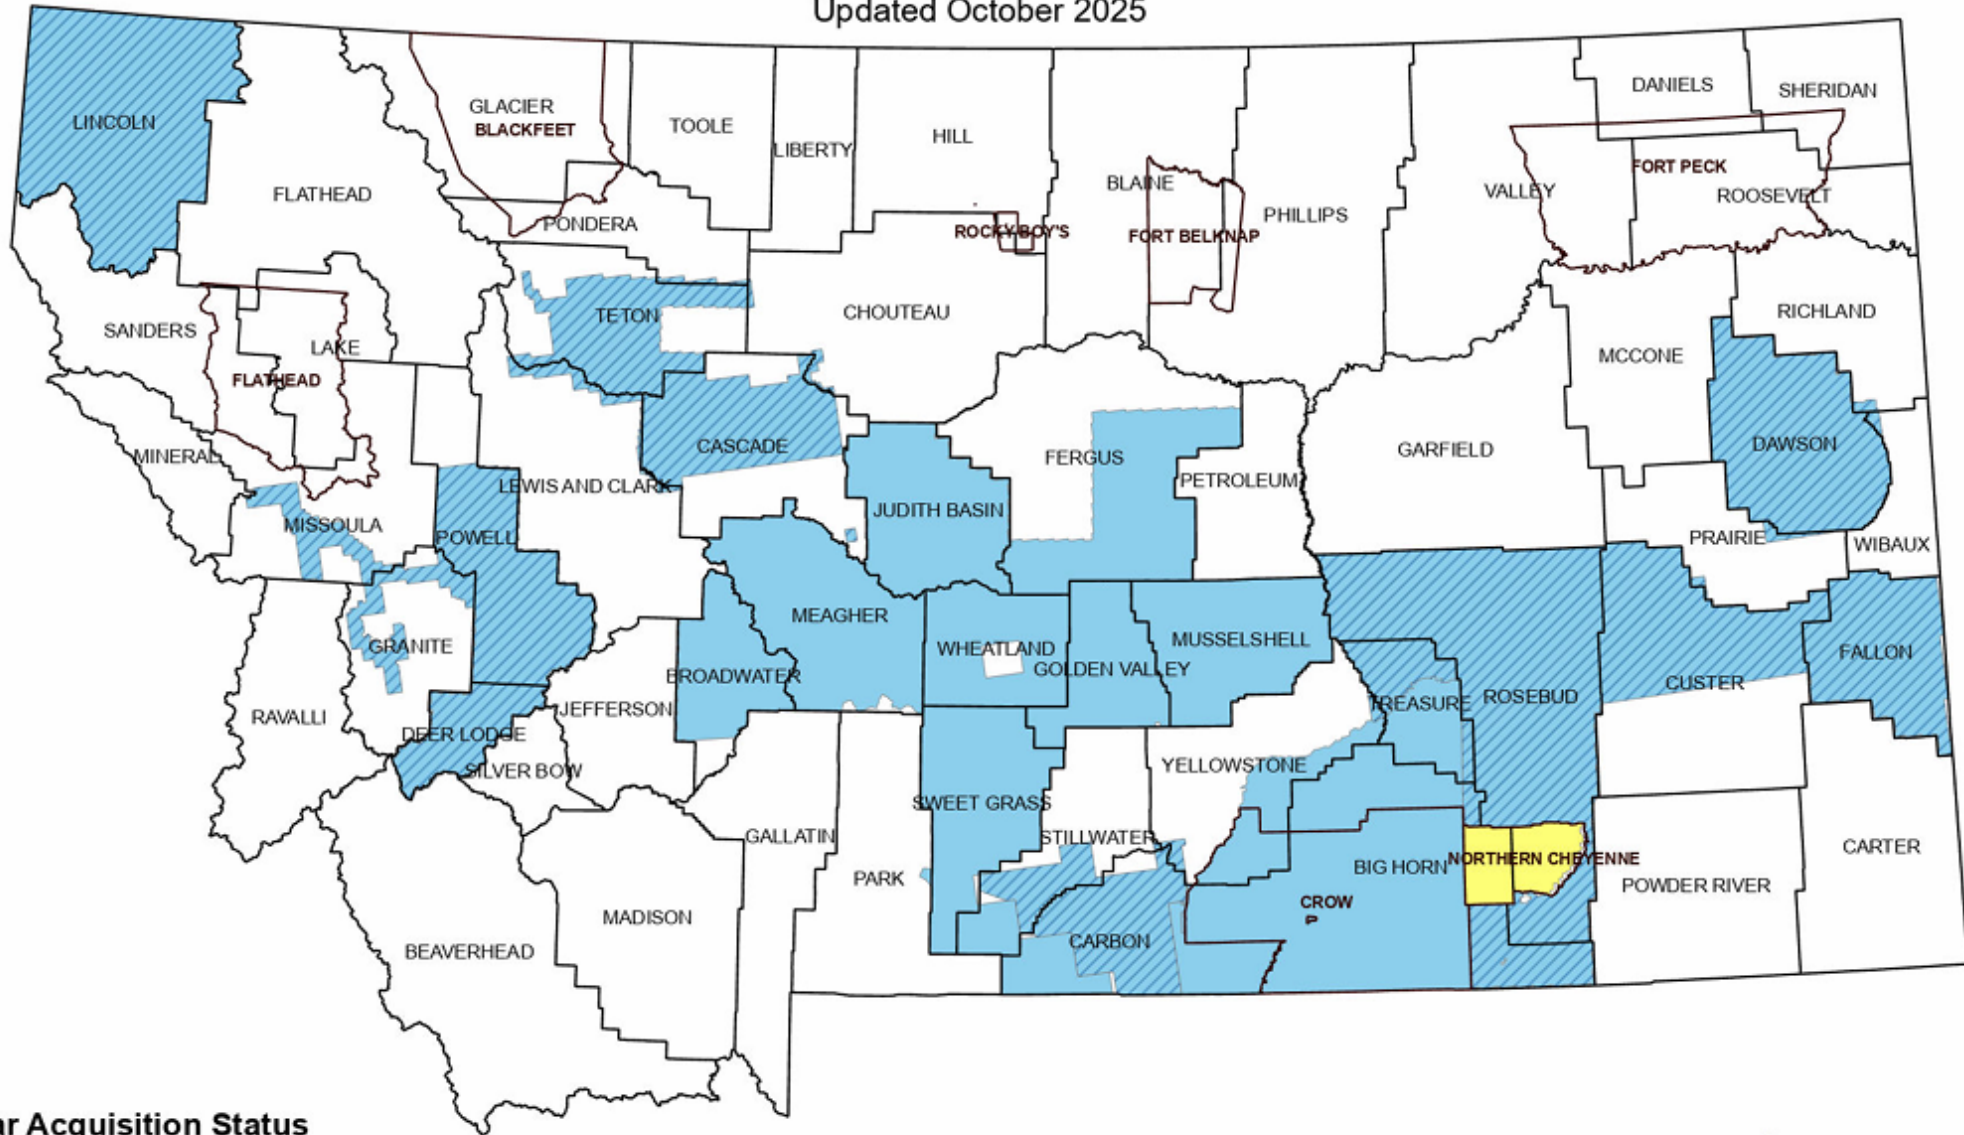 Updated October 2025
LINCOLN
GLACIER
BLACKFEET
TOOLE
LIBERTY
HILL
DANIELS
SHERIDAN
FLATHEAD
BLAINE
FORT PECK
VALLEY
ROOSEVELT
PONDERA
ROCKY BOY'S
FORT BELKNAP
PHILLIPS
SANDERS
TETON
CHOUTEAU
RICHLAND
LAKE
MCCONE
FLATHEAD
CASCADE
FERGUS
GARFIELD
DAWSON
MINERAL
LEWIS AND CLARK
PETROLEUM
JUDITH BASIN
MISSOULA
POWELL
PRAIRIE
WIBAUX
MEAGHER
MUSSELSHELL
GRANITE
WHEATLAND
GOLDEN VALLEY
FALLON
BROADWATER
CUSTER
RAVALLI
JEFFERSON
TREASURE
ROSEBUD
DEER LODGE
SILVER BOW
YELLOWSTONE
SWEET GRASS
GALLATIN
STILLWATER
CARTER
PARK
BIG HORN
NORTHERN CHEYENNE
POWDER RIVER
MADISON
CROW
BEAVERHEAD
CARBON
Acquisition Status